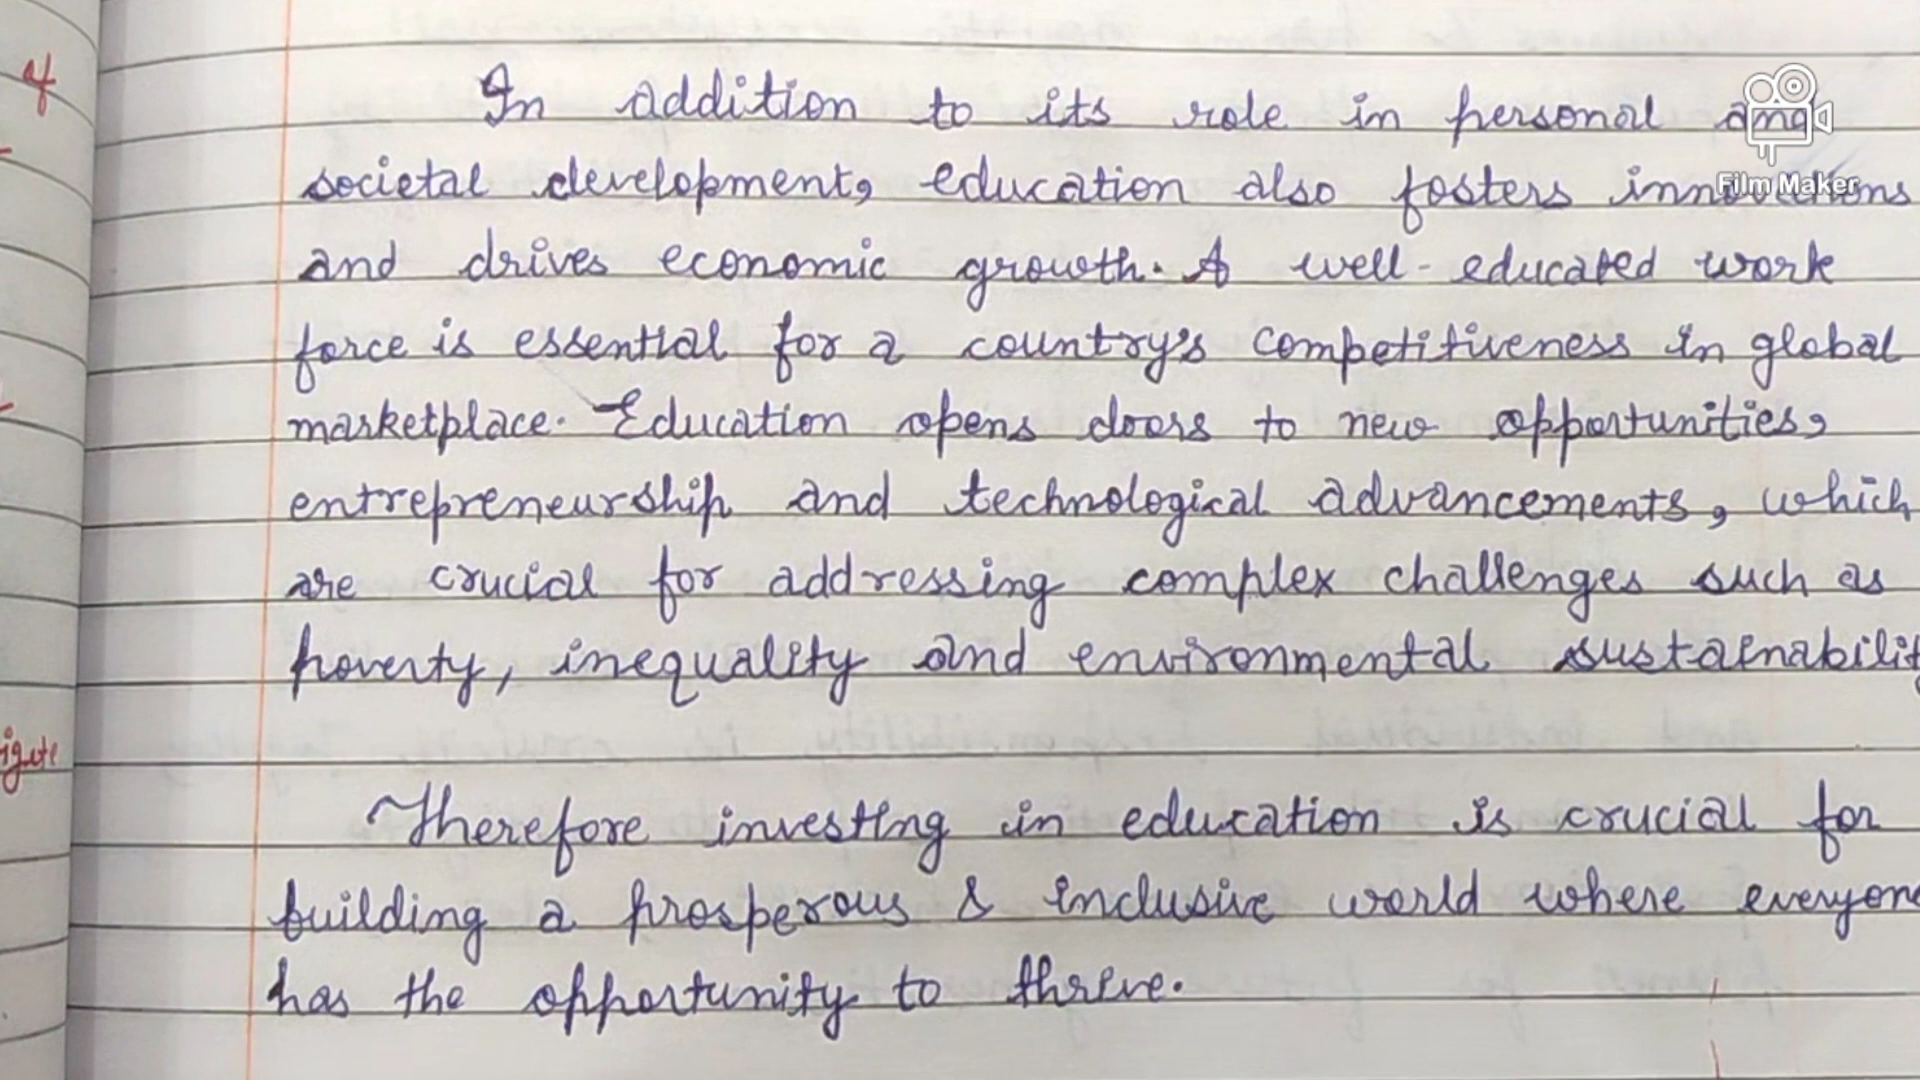 of
In addition to its role in personal and
Film Maker
societal development, education also fosters innovations
and drives economic growth. A well-educated work
force is essential for a country's competitiveness in global
marketplace. Education opens doors to new opportunities,
entrepreneurship and technological advancements, which
are crucial for addressing complex challenges such as
poverty, inequality and environmental sustainabilit
Therefore investing in education is crucial for
building a prosperous & inclusive world where everyone
has the opportunity to thrive.